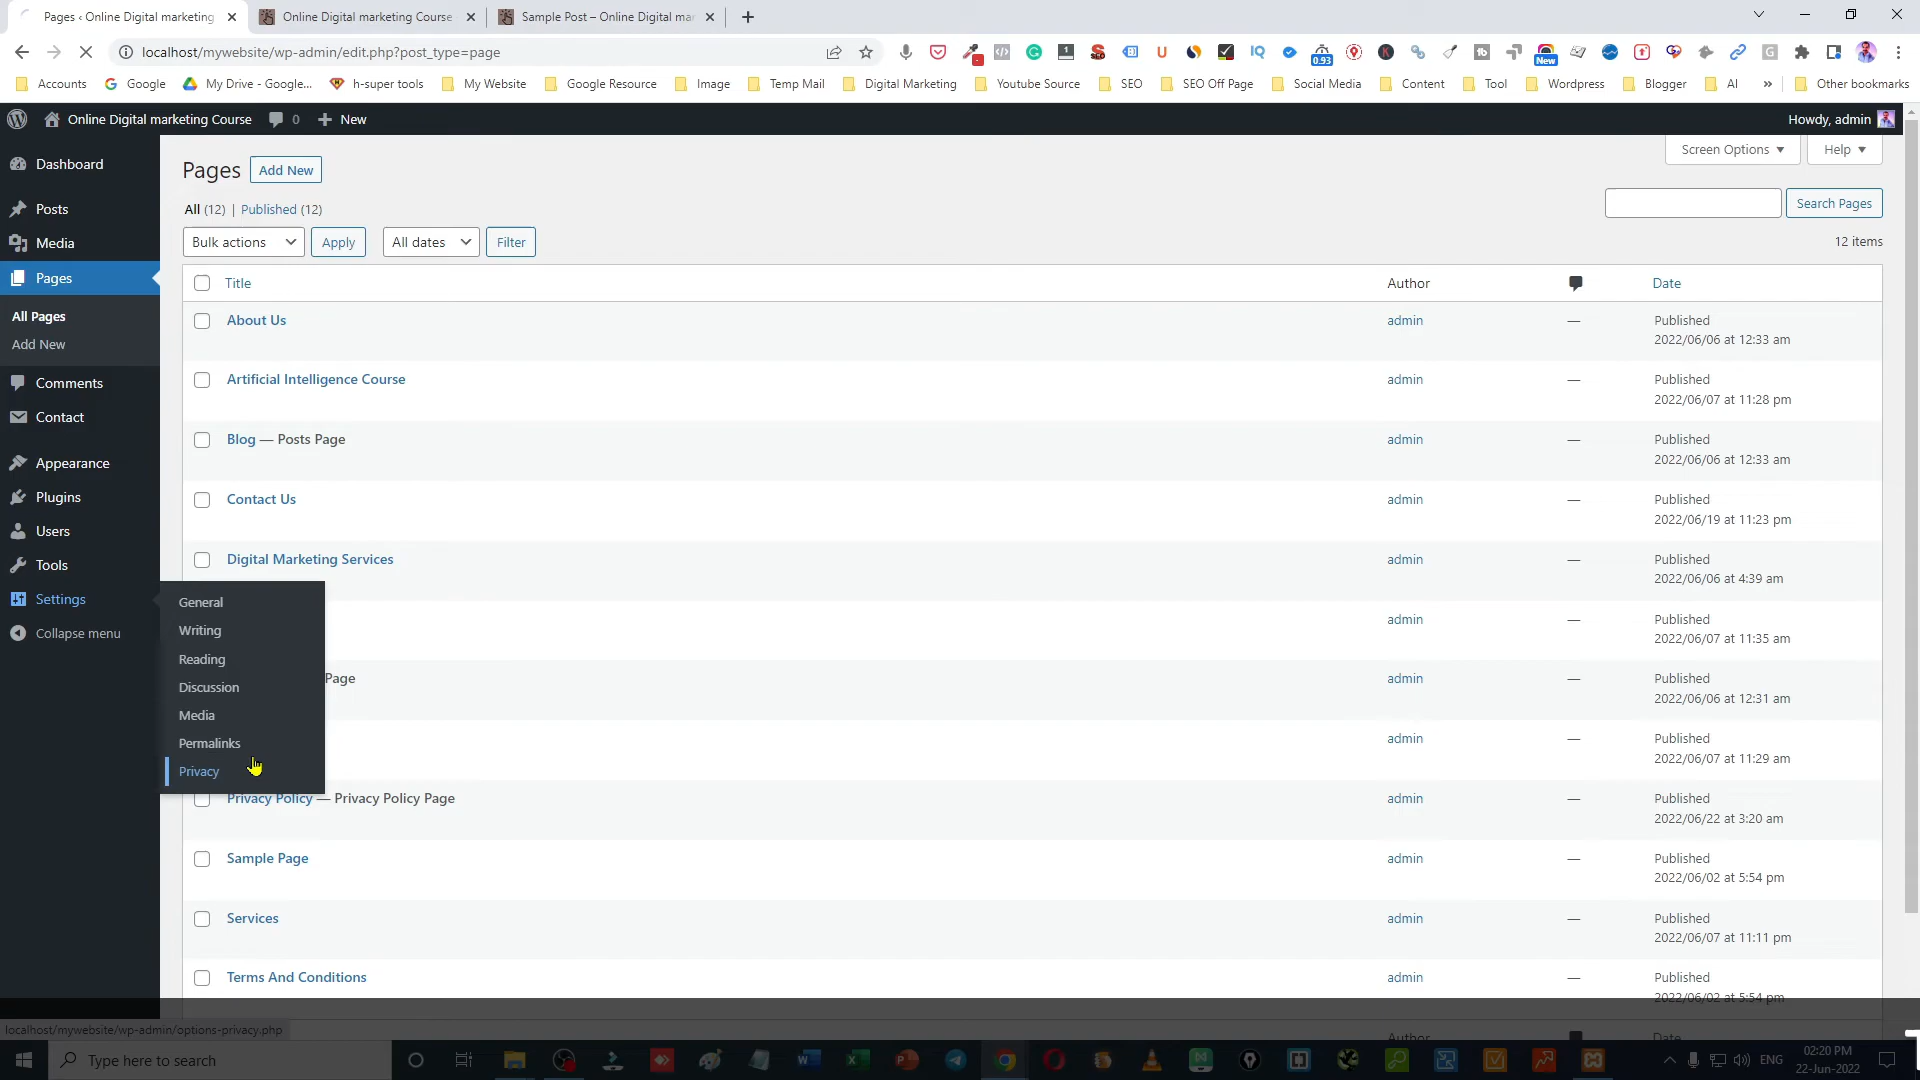 Pages ‹ Online Digital marketing
Online Digital marketing Course
Sample Post – Online Digital mar
localhost/mywebsite/wp-admin/edit.php?post_type=page
0.93
New
Accounts
Google
My Drive - Google...
h-super tools
My Website
Google Resource
Image
Temp Mail
Digital Marketing
Youtube Source
SEO
SEO Off Page
Social Media
Content
Tool
Wordpress
Blogger
AI
»
Other bookmarks
Online Digital marketing Course
0
New
Howdy, admin
Dashboard
Posts
Media
Pages
All Pages
Add New
Comments
Contact
Appearance
Plugins
Users
Tools
Settings
Collapse menu
General
Writing
Reading
Discussion
Media
Permalinks
Privacy
Screen Options
Help
Pages
Add New
All (12) | Published (12)
Search Pages
Bulk actions
Apply
All dates
Filter
12 items
Title
Author
Date
About Us
admin
—
Published
2022/06/06 at 12:33 am
Artificial Intelligence Course
admin
—
Published
2022/06/07 at 11:28 pm
Blog — Posts Page
admin
—
Published
2022/06/06 at 12:33 am
Contact Us
admin
—
Published
2022/06/19 at 11:23 pm
Digital Marketing Services
admin
—
Published
2022/06/06 at 4:39 am
admin
—
Published
2022/06/07 at 11:35 am
Page
admin
—
Published
2022/06/06 at 12:31 am
admin
—
Published
2022/06/07 at 11:29 am
Privacy Policy — Privacy Policy Page
admin
—
Published
2022/06/22 at 3:20 am
Sample Page
admin
—
Published
2022/06/02 at 5:54 pm
Services
admin
—
Published
2022/06/07 at 11:11 pm
Terms And Conditions
admin
—
Published
2022/06/02 at 5:54 pm
Author
Date
localhost/mywebsite/wp-admin/options-privacy.php
Type here to search
ENG
02:20 PM
22-Jun-2022